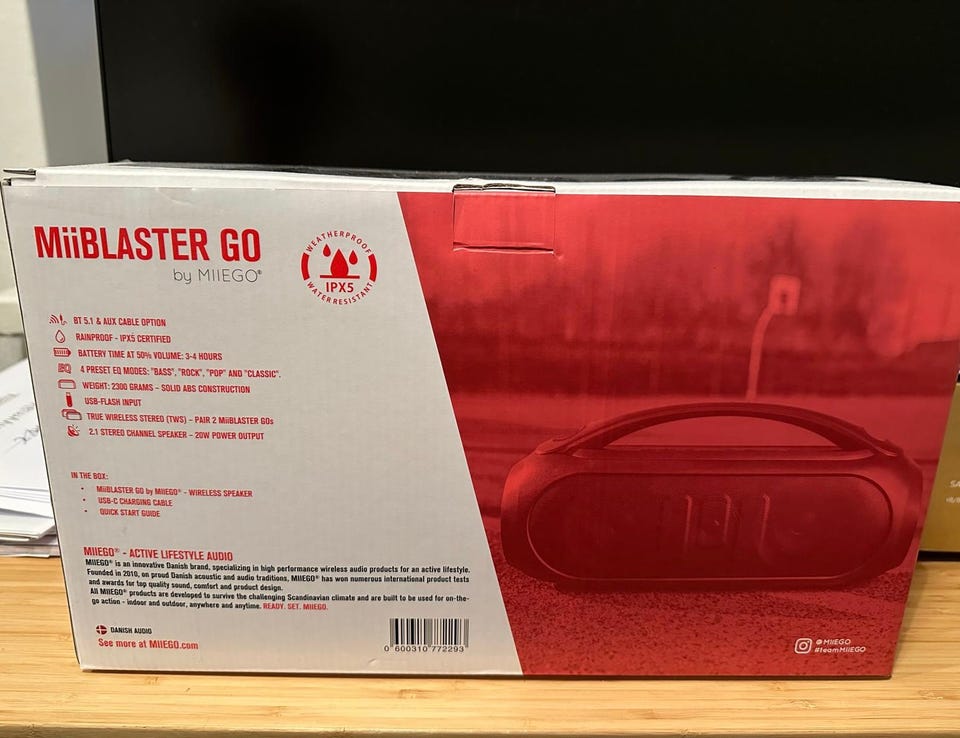 MiiBLASTER GO
by MIIEGO®
WEATHERPROOF
IPX5
WATER RESISTANT
BT 5.1 & AUX CABLE OPTION
RAINPROOF - IPX5 CERTIFIED
BATTERY TIME AT 50% VOLUME: 3-4 HOURS
EQ
4 PRESET EQ MODES: "BASS", "ROCK", "POP" AND "CLASSIC".
WEIGHT: 2300 GRAMS - SOLID ABS CONSTRUCTION
USB-FLASH INPUT
TRUE WIRELESS STEREO (TWS) - PAIR 2 MiiBLASTER GOs
2.1 STEREO CHANNEL SPEAKER - 20W POWER OUTPUT
IN THE BOX:
• MiiBLASTER GO by MIIEGO® - WIRELESS SPEAKER
• USB-C CHARGING CABLE
• QUICK START GUIDE
MIIEGO® - ACTIVE LIFESTYLE AUDIO
MIIEGO® is an innovative Danish brand, specializing in high performance wireless audio products for an active lifestyle.
Founded in 2010, on proud Danish acoustic and audio traditions, MIIEGO® has won numerous international product tests
and awards for top quality sound, comfort and product design.
All MIIEGO® products are developed to survive the challenging Scandinavian climate and are built to be used for on-the-
go action - indoor and outdoor, anywhere and anytime. READY. SET. MIIEGO.
DANISH AUDIO
See more at MIIEGO.com
0 600310 772293
@MIIEGO
#teamMIIEGO